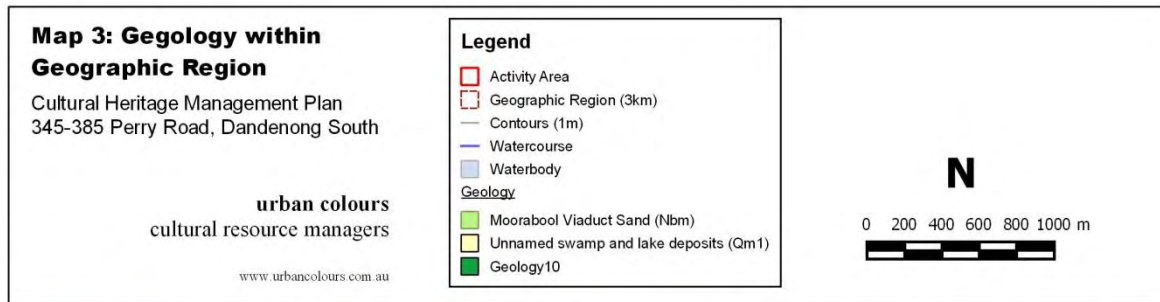 Map 3: Gegology within
Geographic Region
Cultural Heritage Management Plan
345-385 Perry Road, Dandenong South
urban colours
cultural resource managers
www.urbancolours.com.au
Legend
Activity Area
Geographic Region (3km)
Contours (1m)
Watercourse
Waterbody
Geology
Moorabool Viaduct Sand (Nbm)
Unnamed swamp and lake deposits (Qm1)
Geology10
N
0 200 400 600 800 1000 m